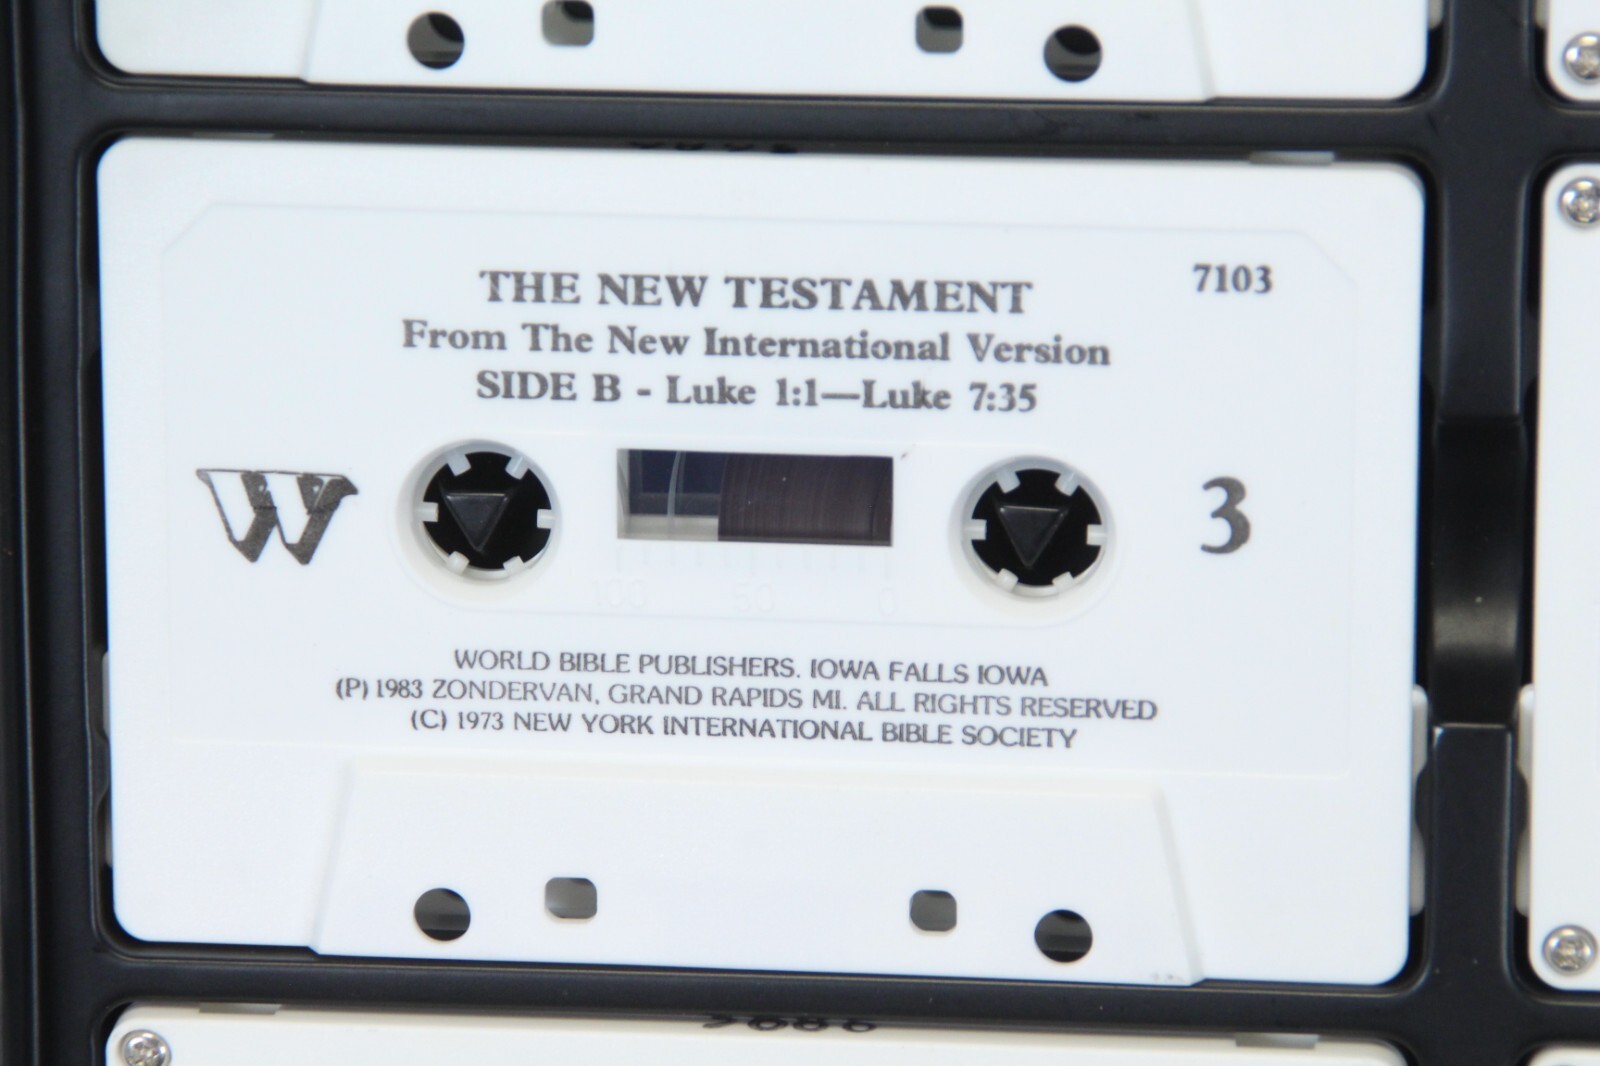 THE NEW TESTAMENT
7103
From The New International Version
SIDE B - Luke 1:1—Luke 7:35
W
3
100 50 0
WORLD BIBLE PUBLISHERS. IOWA FALLS IOWA
(P) 1983 ZONDERVAN, GRAND RAPIDS MI. ALL RIGHTS RESERVED
(C) 1973 NEW YORK INTERNATIONAL BIBLE SOCIETY